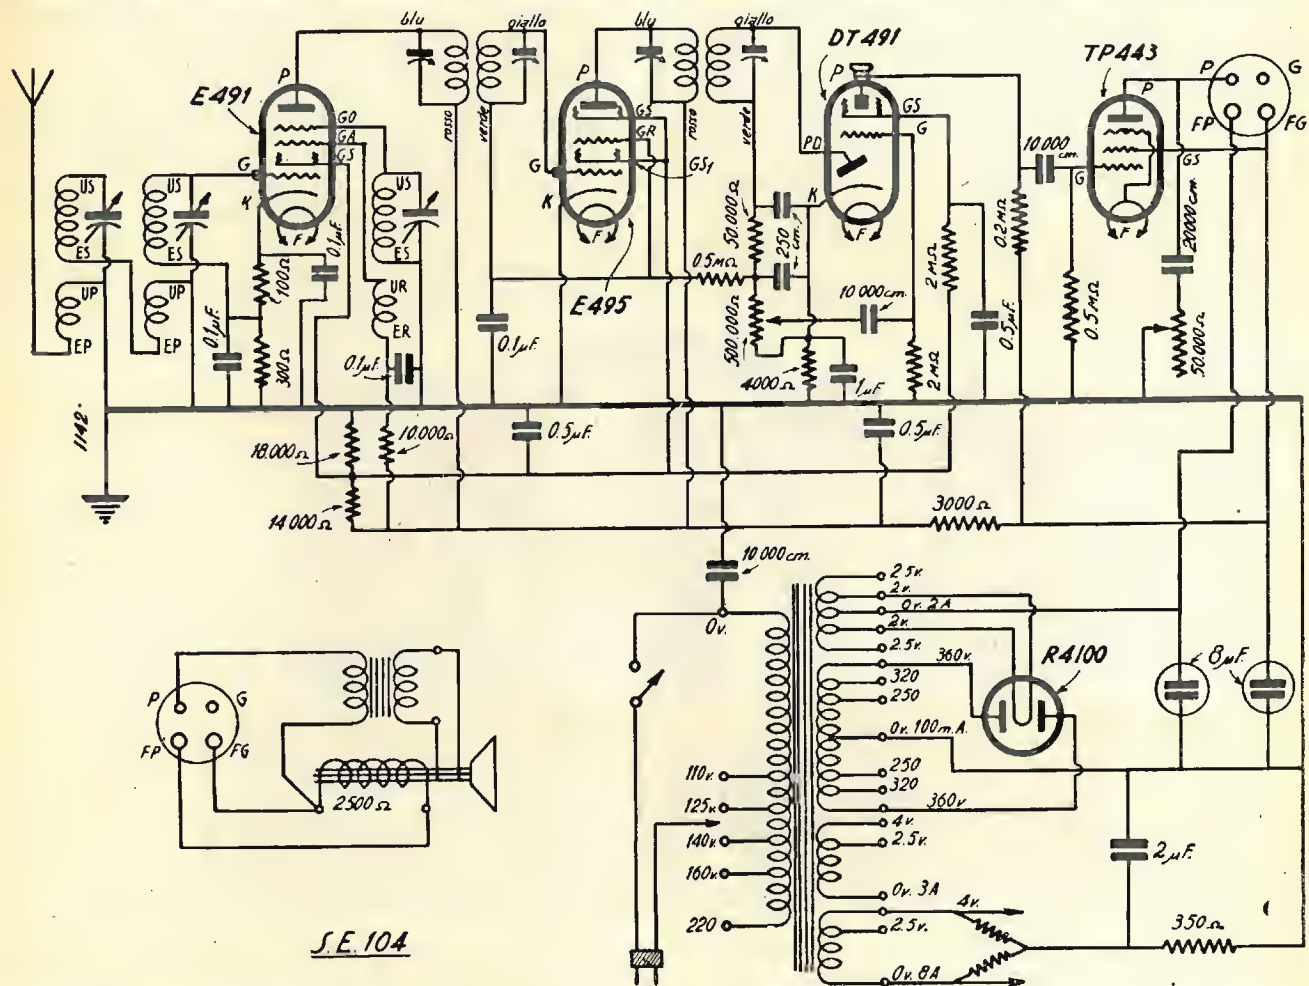 blu
giallo
blu
giallo
DT491
TP443
E491
P
G
FP
FG
P
GO
GA
GS
G
K
F
rosso
verde
P
GS
GR
GS1
G
K
F
E495
rosso
verde
P
GS
G
PD
K
F
P
GS
G
F
US
ES
UP
EP
US
ES
UP
EP
US
ES
UR
ER
0.1µF.
100Ω
300Ω
0.1µF.
0.1µF.
0.1µF.
50.000Ω
250 cm.
0.5MΩ
500.000Ω
10 000 cm.
4000Ω
1µF.
2MΩ
2MΩ
0.5µF.
0.2MΩ
10 000 cm.
0.5MΩ
20000 cm.
50.000Ω
1142.
18.000Ω
10.000Ω
0.5µF.
0.5µF.
14 000Ω
3000Ω
10 000 cm.
0v.
2.5v.
2v.
0v. 2A
2v.
2.5v.
360v.
320
250
0v. 100m.A.
250
320
360v
4v.
2.5v.
0v. 3A
4v.
2.5v.
0v. 8A
R4100
8µF.
2µF.
350Ω
110v.
125v.
140v.
160v.
220
P
G
FP
FG
2500Ω
S.E. 104